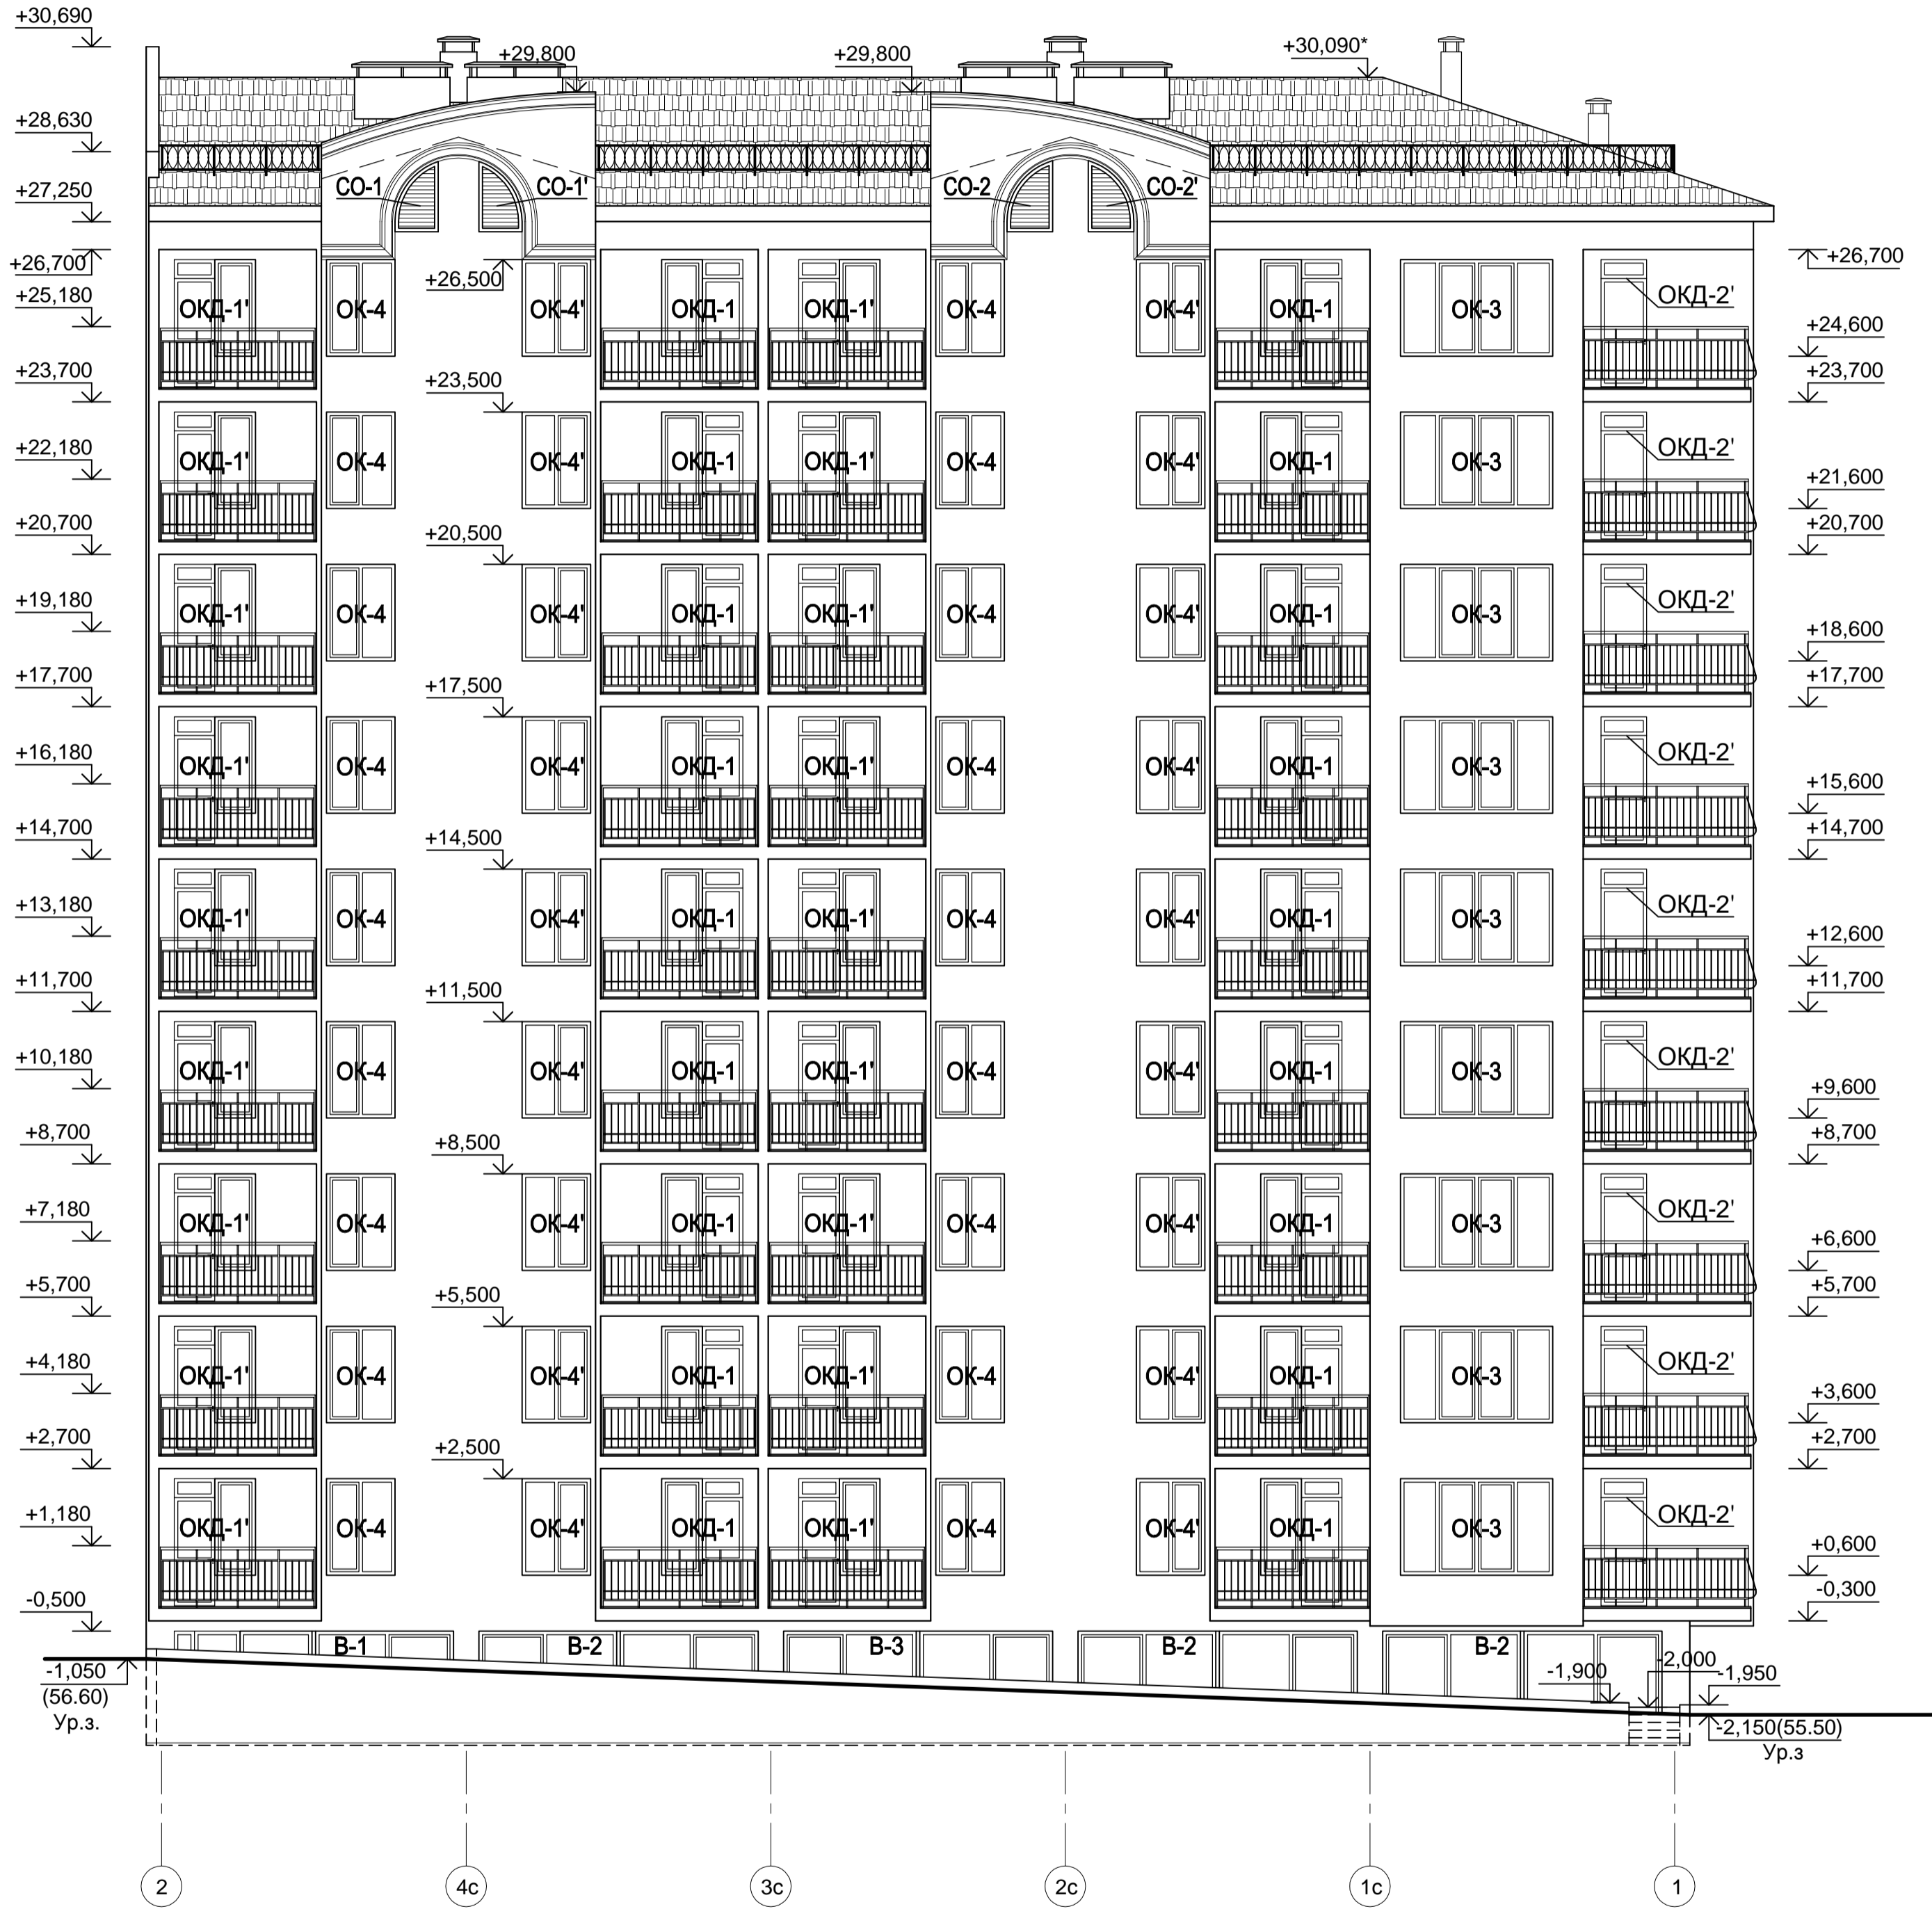 +30,690
+29,800
+29,800
+30,090*
+28,630
+27,250
СО-1
СО-1'
СО-2
СО-2'
+26,700
+26,500
+26,700
+25,180
ОКД-1'
ОК-4
ОК-4'
ОКД-1
ОКД-1'
ОК-4
ОК-4'
ОКД-1
ОК-3
ОКД-2'
+24,600
+23,700
+23,500
+23,700
+22,180
ОКД-1'
ОК-4
ОК-4'
ОКД-1
ОКД-1'
ОК-4
ОК-4'
ОКД-1
ОК-3
ОКД-2'
+21,600
+20,700
+20,500
+20,700
+19,180
ОКД-1'
ОК-4
ОК-4'
ОКД-1
ОКД-1'
ОК-4
ОК-4'
ОКД-1
ОК-3
ОКД-2'
+18,600
+17,700
+17,500
+17,700
+16,180
ОКД-1'
ОК-4
ОК-4'
ОКД-1
ОКД-1'
ОК-4
ОК-4'
ОКД-1
ОК-3
ОКД-2'
+15,600
+14,700
+14,500
+14,700
+13,180
ОКД-1'
ОК-4
ОК-4'
ОКД-1
ОКД-1'
ОК-4
ОК-4'
ОКД-1
ОК-3
ОКД-2'
+12,600
+11,700
+11,500
+11,700
+10,180
ОКД-1'
ОК-4
ОК-4'
ОКД-1
ОКД-1'
ОК-4
ОК-4'
ОКД-1
ОК-3
ОКД-2'
+9,600
+8,700
+8,500
+8,700
+7,180
ОКД-1'
ОК-4
ОК-4'
ОКД-1
ОКД-1'
ОК-4
ОК-4'
ОКД-1
ОК-3
ОКД-2'
+6,600
+5,700
+5,500
+5,700
+4,180
ОКД-1'
ОК-4
ОК-4'
ОКД-1
ОКД-1'
ОК-4
ОК-4'
ОКД-1
ОК-3
ОКД-2'
+3,600
+2,700
+2,500
+2,700
+1,180
ОКД-1'
ОК-4
ОК-4'
ОКД-1
ОКД-1'
ОК-4
ОК-4'
ОКД-1
ОК-3
ОКД-2'
+0,600
-0,500
-0,300
В-1
В-2
В-3
В-2
В-2
-1,050
(56.60)
Ур.з.
-1,900
-2,000
-1,950
-2,150(55.50)
Ур.з
2
4с
3с
2с
1с
1